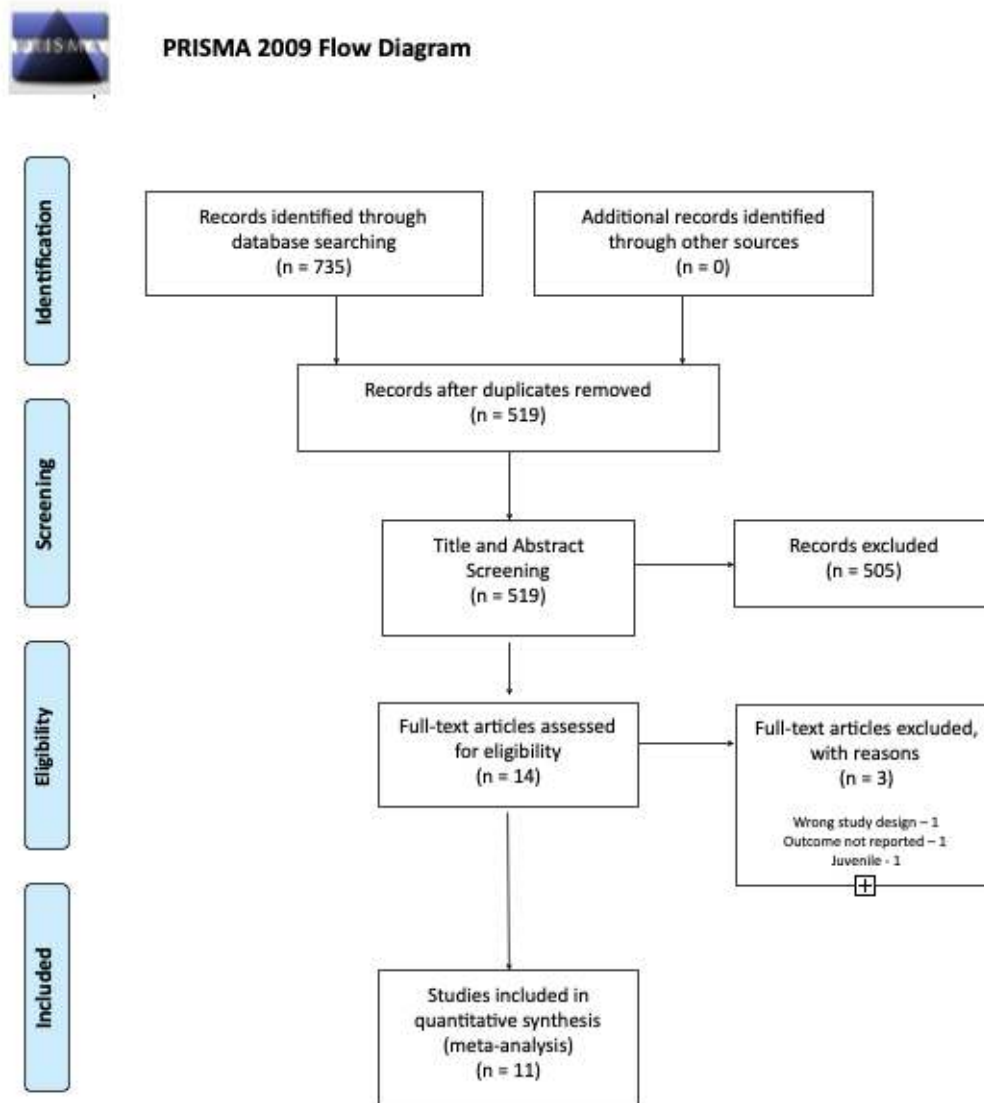 PRISMA
PRISMA 2009 Flow Diagram
Identification
Records identified through
database searching
(n = 735)
Additional records identified
through other sources
(n = 0)
Records after duplicates removed
(n = 519)
Screening
Title and Abstract
Screening
(n = 519)
Records excluded
(n = 505)
Eligibility
Full-text articles assessed
for eligibility
(n = 14)
Full-text articles excluded,
with reasons
(n = 3)
Wrong study design – 1
Outcome not reported – 1
Juvenile - 1
Included
Studies included in
quantitative synthesis
(meta-analysis)
(n = 11)